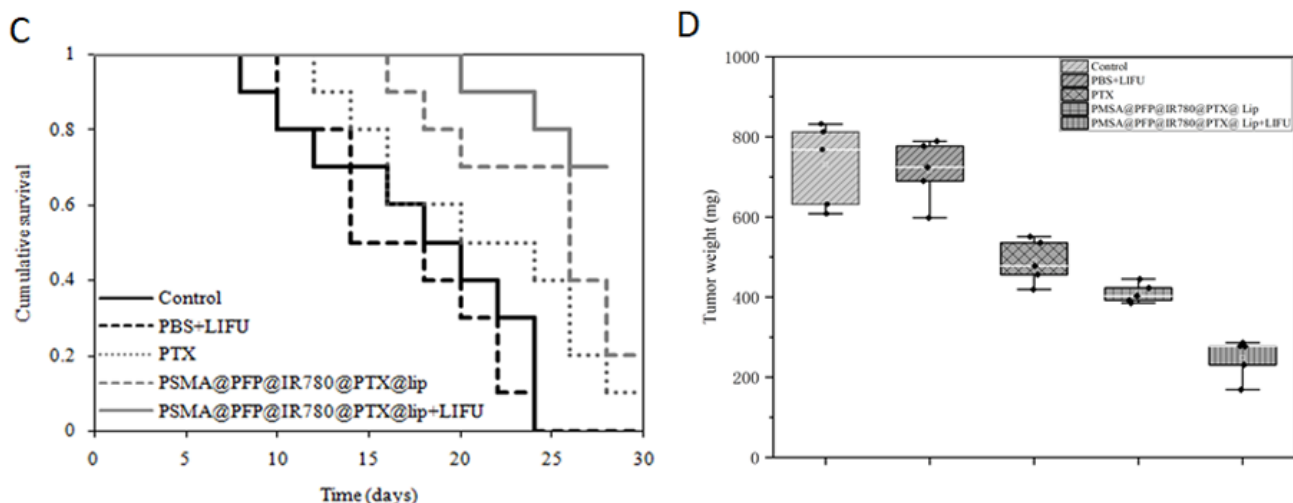 C
1
0.8
0.6
0.4
0.2
0
Cumulative survival
Control
PBS+LIFU
PTX
PSMA@PFP@IR780@PTX@lip
PSMA@PFP@IR780@PTX@lip+LIFU
0 5 10 15 20 25 30
Time (days)
D
1000
800
600
400
200
0
Tumor weight (mg)
Control
PBS+LIFU
PTX
PMSA@PFP@IR780@PTX@ Lip
PMSA@PFP@IR780@PTX@ Lip+LIFU